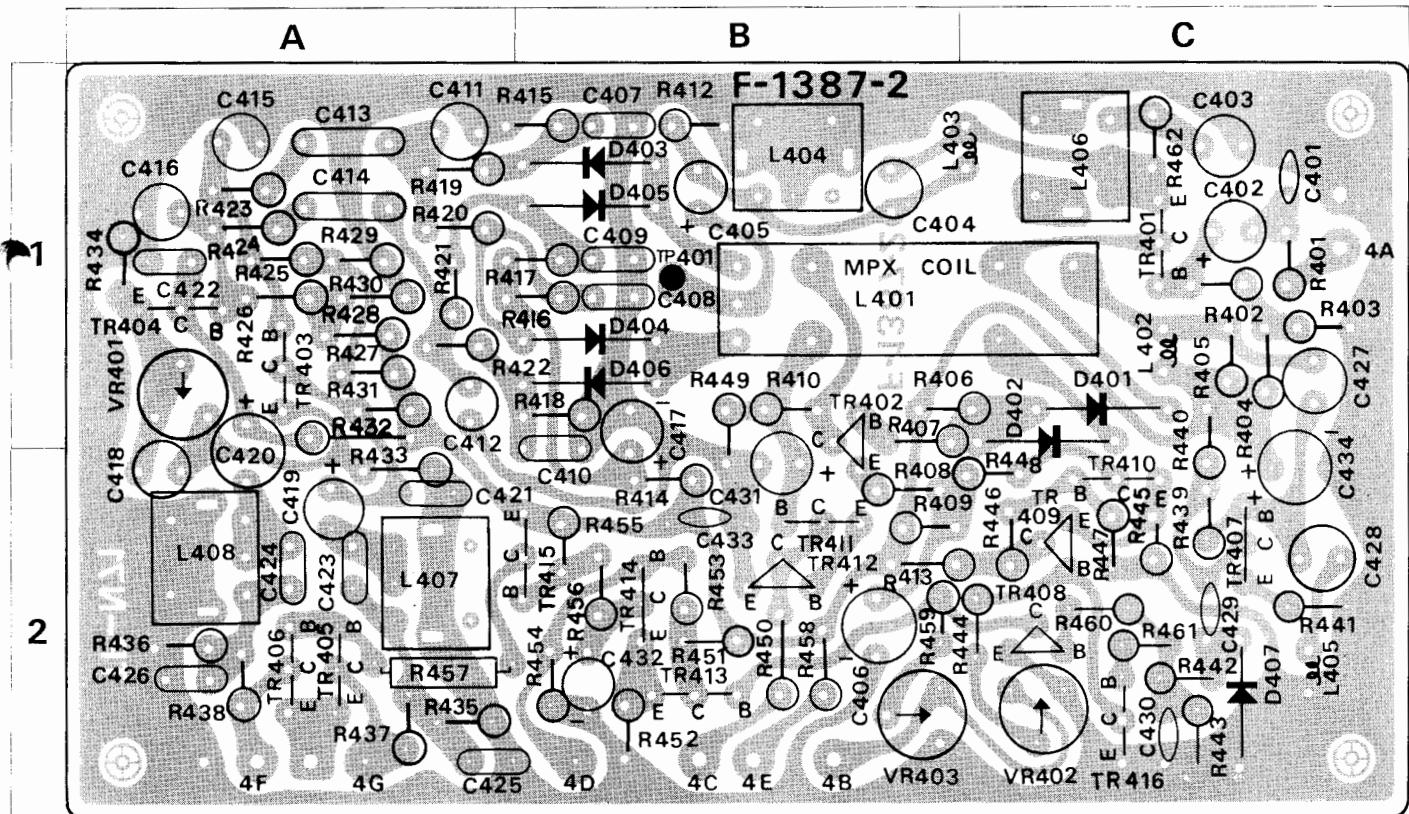 A B C
F-1387-2
C415 C413 C411 R415 C407 R412 L404 L403 L406 R462 C403
C416 C414 R419 D403 C401
R423 R420 D405 C405 C404 C402
R434 R424 R429 R421 C409 TP401 MPX COIL TR401 E C B R401 4A
1
R425 R430 R417 C408 L401
E C B C422 R428 R416 R402 R403
TR404 R426 TR403 B C E R427 D404 L402 R405
VR401 R431 R422 D406 R449 R410 R406 D402 D401 C427
R418 TR402 B C E R407 R440 R404
C418 C420 R432 C412 C417 R408 R448 TR410 C434
C419 R433 C410 R414 C431 R409 R446 B C E
C421 R455 C433 B C E TR409 E C B R447 R445 R439 TR407 B C E
L408 C424 C423 L407 E C B TR415 TR411 C428
TR412 C E B R413
2
R456 TR414 B C E R453 R459 R444 TR408 C E B R460 C429 R441
R436 TR406 B C E TR405 B C E R454 C432 R451 R450 R458 R461 L405
C426 R457 TR413 E C B C406 R442 D407
R438 R437 R435 R452 B C E C430 R443
4F 4G C425 4D 4C 4E 4B VR403 VR402 TR416